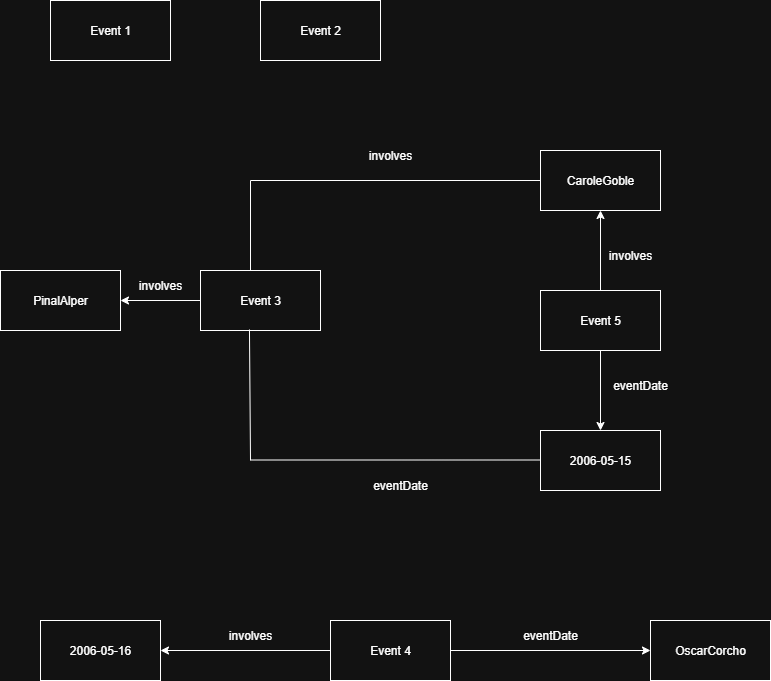 Event 1
Event 2
involves
CaroleGoble
involves
PinalAlper
involves
Event 3
Event 5
eventDate
2006-05-15
eventDate
involves
eventDate
2006-05-16
Event 4
OscarCorcho